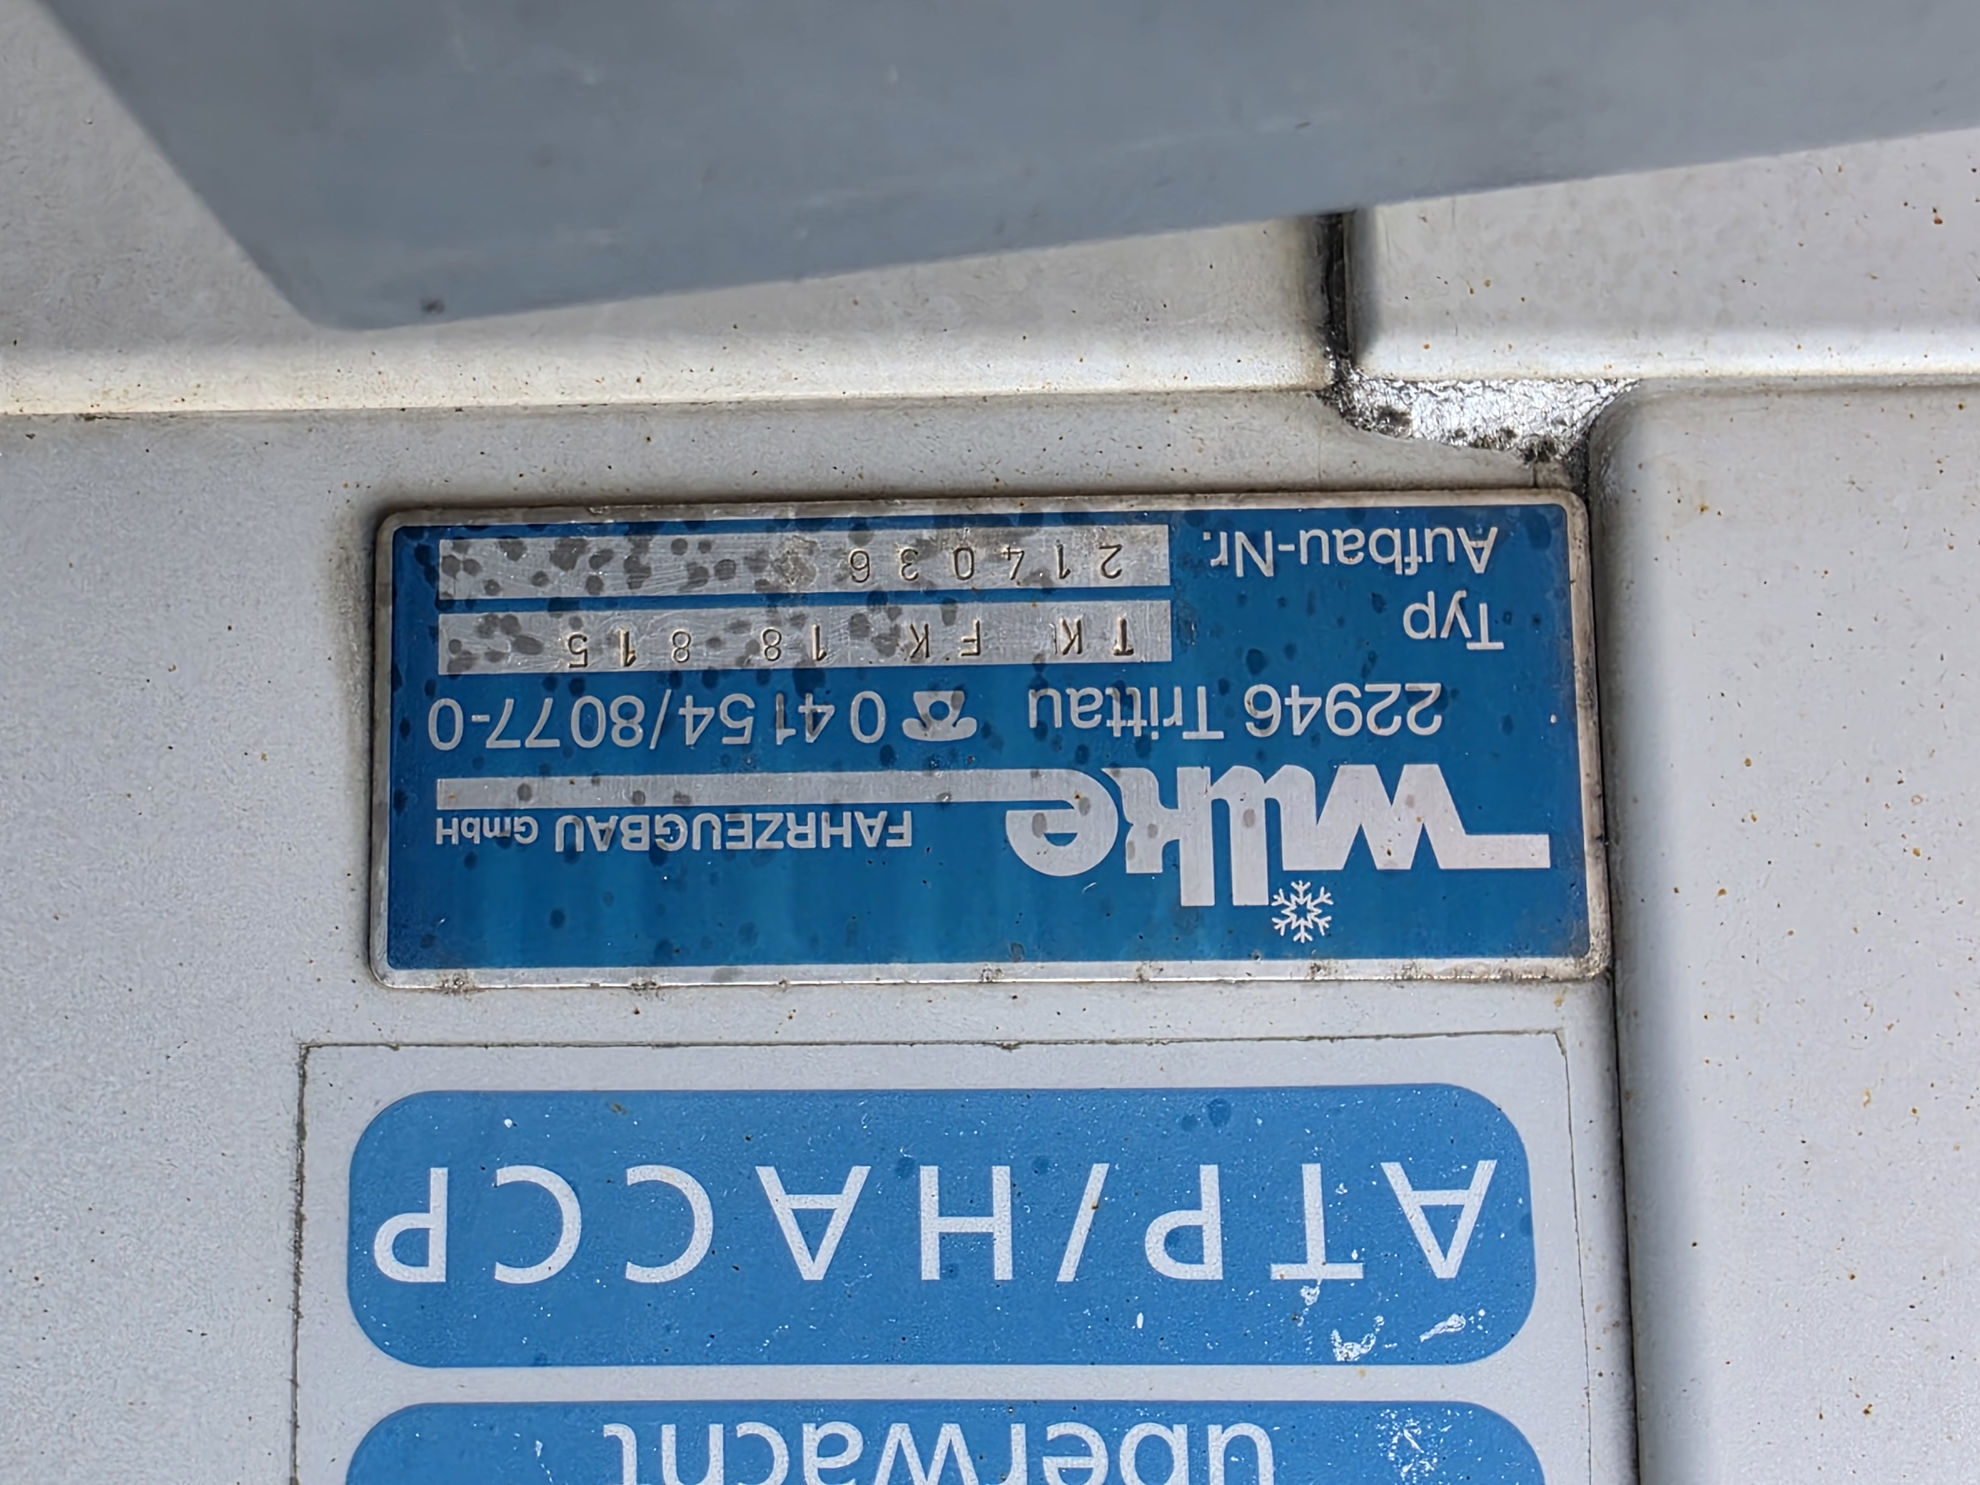 überwacht
ATP/HACCP
wilke FAHRZEUGBAU GmbH
22946 Trittau ☎ 04154/8077-0
Typ TK FK 18 815
Aufbau-Nr. 214036